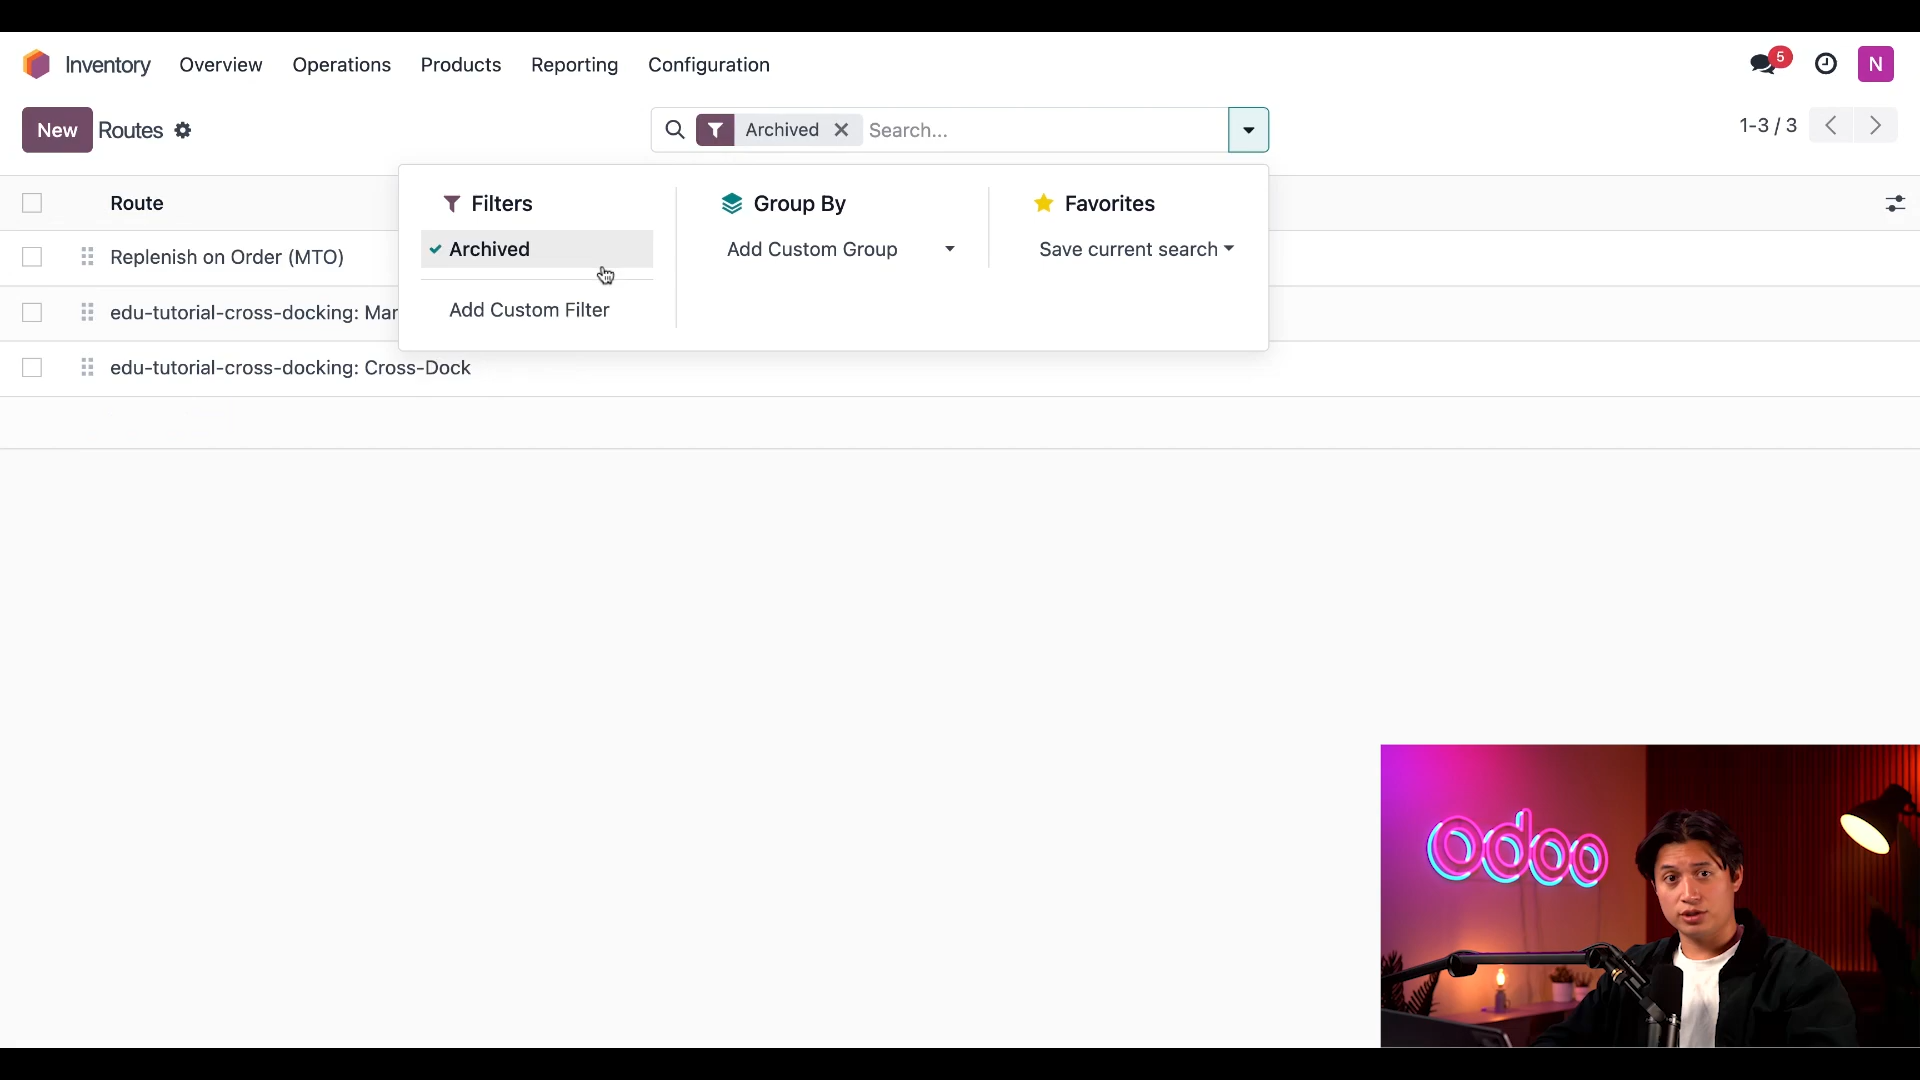 Inventory Overview Operations Products Reporting Configuration 5 N
New Routes Archived Search... 1-3 / 3
Route Filters Group By Favorites
Archived Add Custom Group Save current search
Replenish on Order (MTO)
Add Custom Filter
edu-tutorial-cross-docking: Mar
edu-tutorial-cross-docking: Cross-Dock
odoo